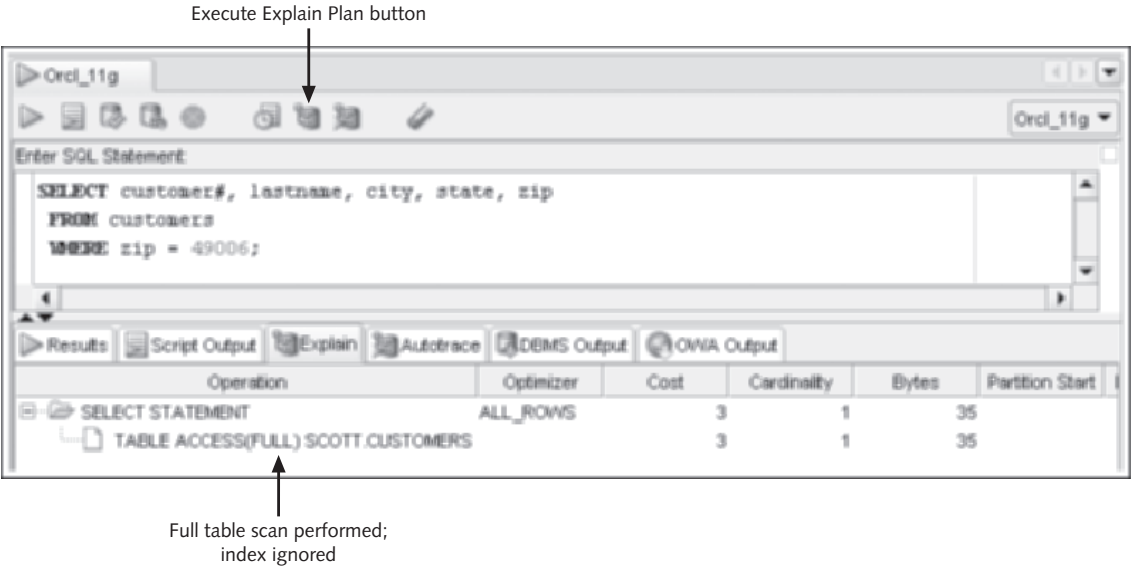 Execute Explain Plan button
Orcl_11g
Orcl_11g
Enter SQL Statement:
SELECT customer#, lastname, city, state, zip
FROM customers
WHERE zip = 49006;
Results Script Output Explain Autotrace DBMS Output OWA Output
Operation Optimizer Cost Cardinality Bytes Partition Start
SELECT STATEMENT ALL_ROWS 3 1 35
TABLE ACCESS(FULL) SCOTT.CUSTOMERS 3 1 35
Full table scan performed;
index ignored